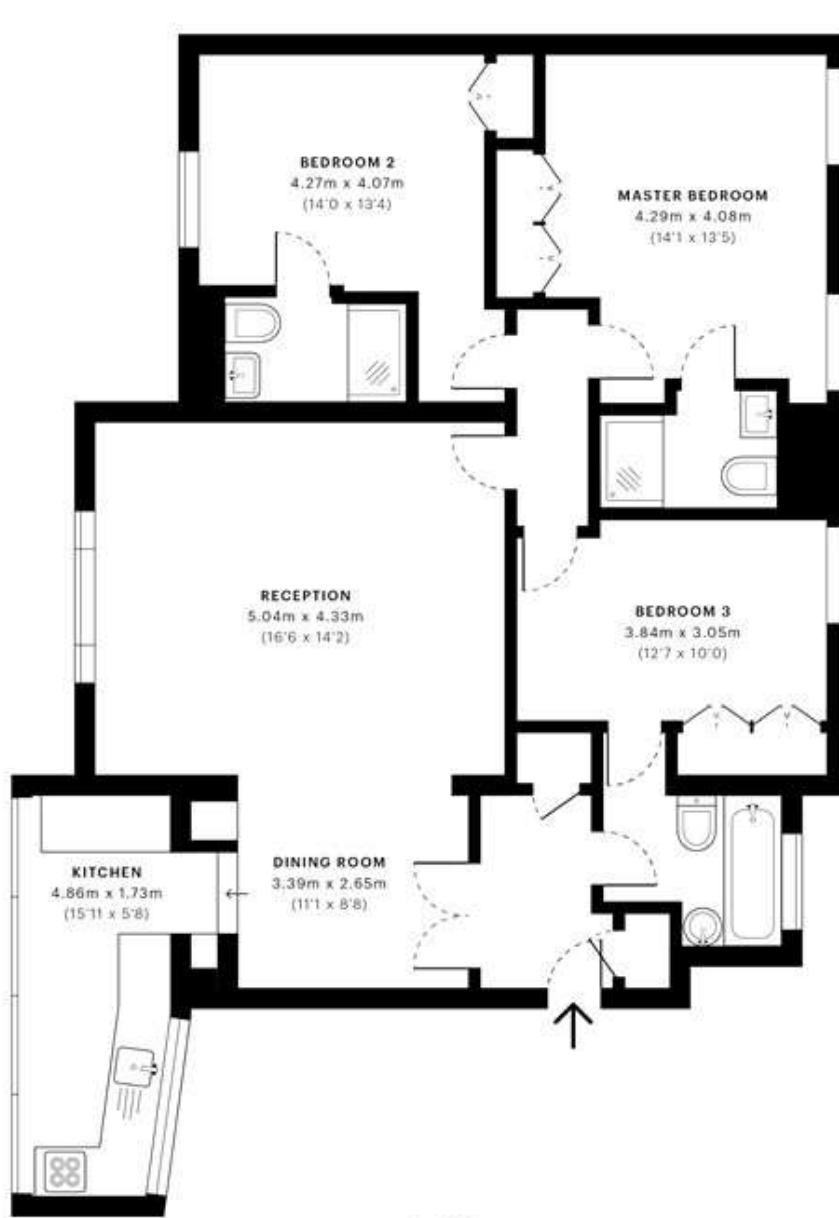 BEDROOM 2
4.27m x 4.07m
(14'0 x 13'4)
MASTER BEDROOM
4.29m x 4.08m
(14'1 x 13'5)
RECEPTION
5.04m x 4.33m
(16'6 x 14'2)
BEDROOM 3
3.84m x 3.05m
(12'7 x 10'0)
KITCHEN
4.86m x 1.73m
(15'11 x 5'8)
DINING ROOM
3.39m x 2.65m
(11'1 x 8'8)